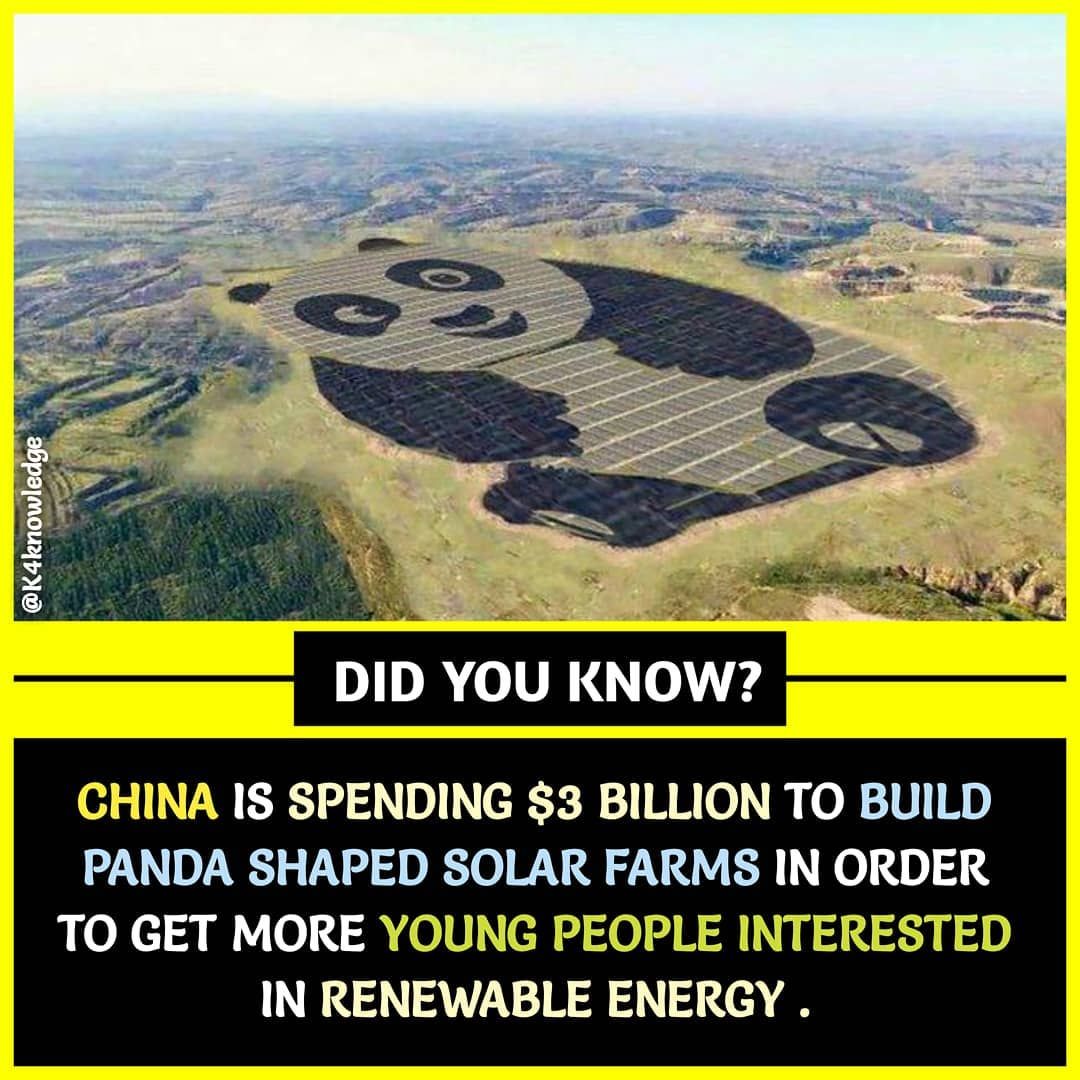 @K4knowledge
DID YOU KNOW?
CHINA IS SPENDING $3 BILLION TO BUILD
PANDA SHAPED SOLAR FARMS IN ORDER
TO GET MORE YOUNG PEOPLE INTERESTED
IN RENEWABLE ENERGY .